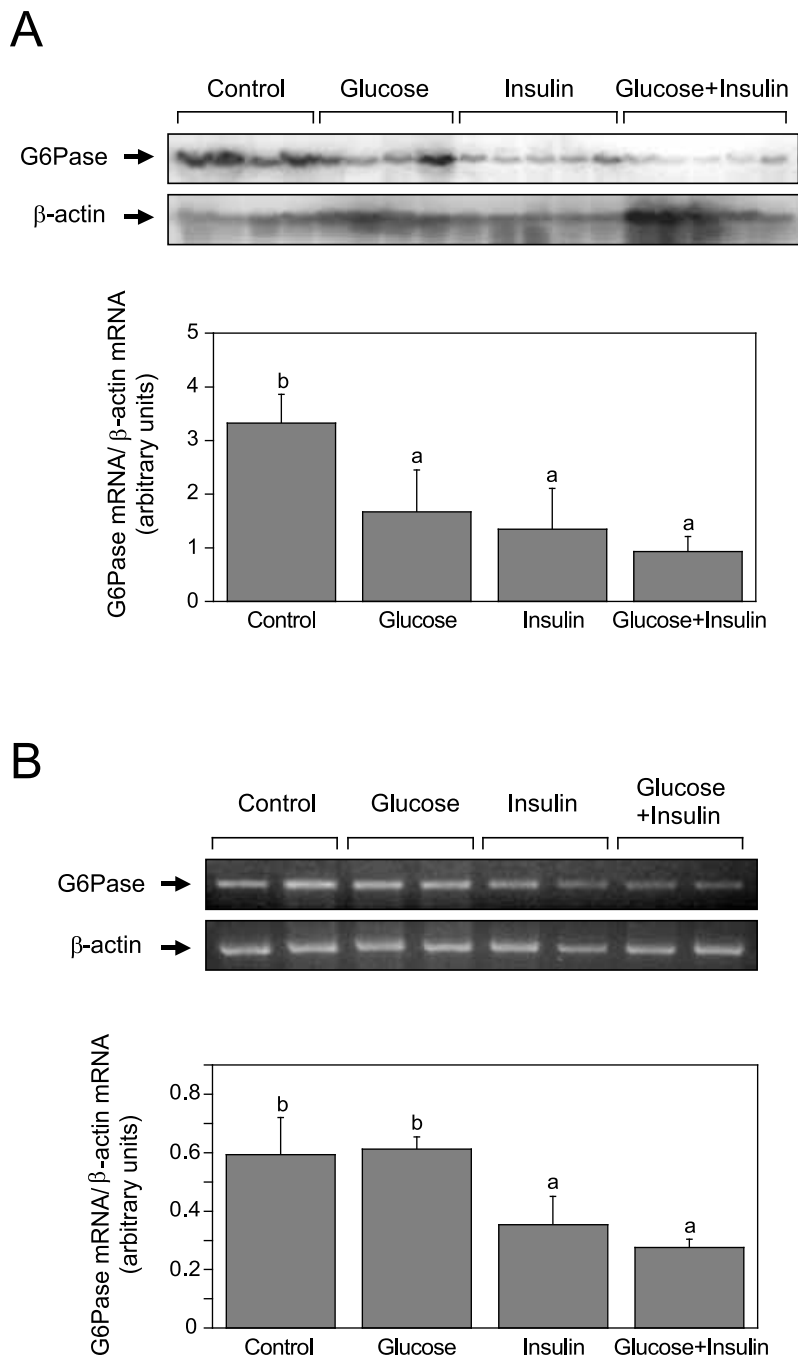 A
Control Glucose Insulin Glucose+Insulin
G6Pase
β-actin
G6Pase mRNA/ β-actin mRNA
(arbitrary units)
5
4
3
2
1
0
b
a
a
a
Control Glucose Insulin Glucose+Insulin
B
Control Glucose Insulin Glucose
+Insulin
G6Pase
β-actin
G6Pase mRNA/ β-actin mRNA
(arbitrary units)
0.8
0.6
0.4
0.2
0
b
b
a
a
Control Glucose Insulin Glucose+Insulin